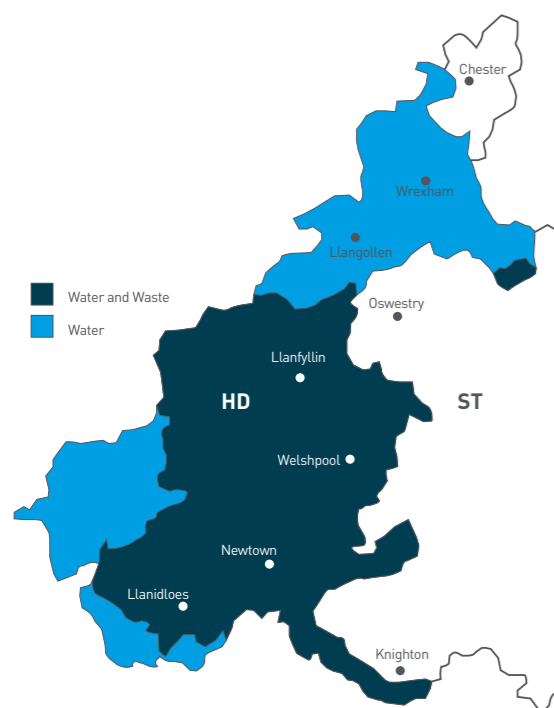 Chester
Wrexham
Llangollen
Water and Waste
Oswestry
Water
Llanfyllin
HD
ST
Welshpool
Newtown
Llanidloes
Knighton